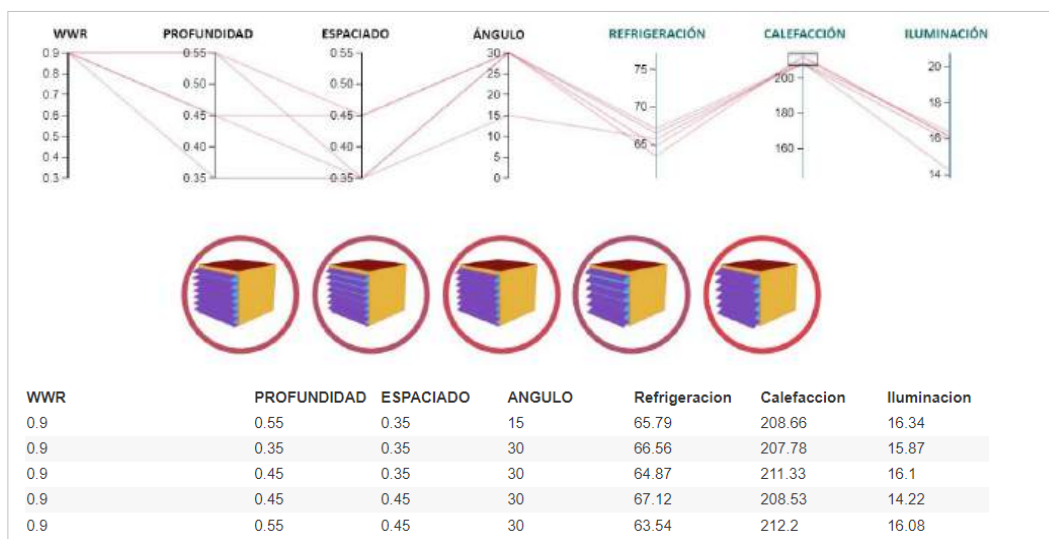 WWR PROFUNDIDAD ESPACIADO ÁNGULO REFRIGERACIÓN CALEFACCIÓN ILUMINACIÓN
0.9 0.55 0.55 30 75 200 20
0.8 0.50 0.50 25 70 180 18
0.7 0.45 0.45 20 65 160 16
0.6 0.40 0.40 15 14
0.5 0.35 0.35 10
0.4 5
0.3 0
WWR PROFUNDIDAD ESPACIADO ANGULO Refrigeracion Calefaccion Iluminacion
0.9 0.55 0.35 15 65.79 208.66 16.34
0.9 0.35 0.35 30 66.56 207.78 15.87
0.9 0.45 0.35 30 64.87 211.33 16.1
0.9 0.45 0.45 30 67.12 208.53 14.22
0.9 0.55 0.45 30 63.54 212.2 16.08